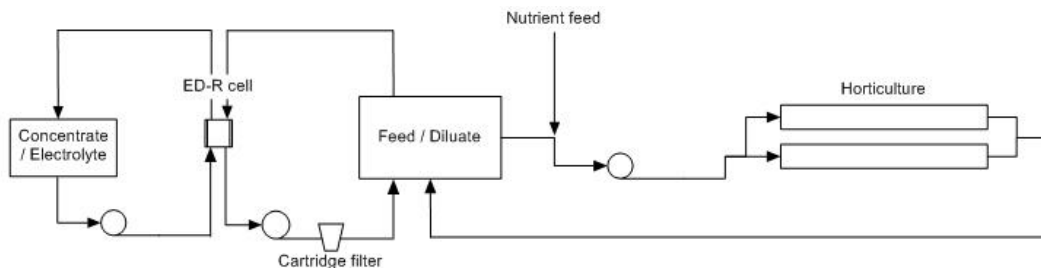 Nutrient feed
ED-R cell
Horticulture
Concentrate
/ Electrolyte
Feed / Diluate
Cartridge filter